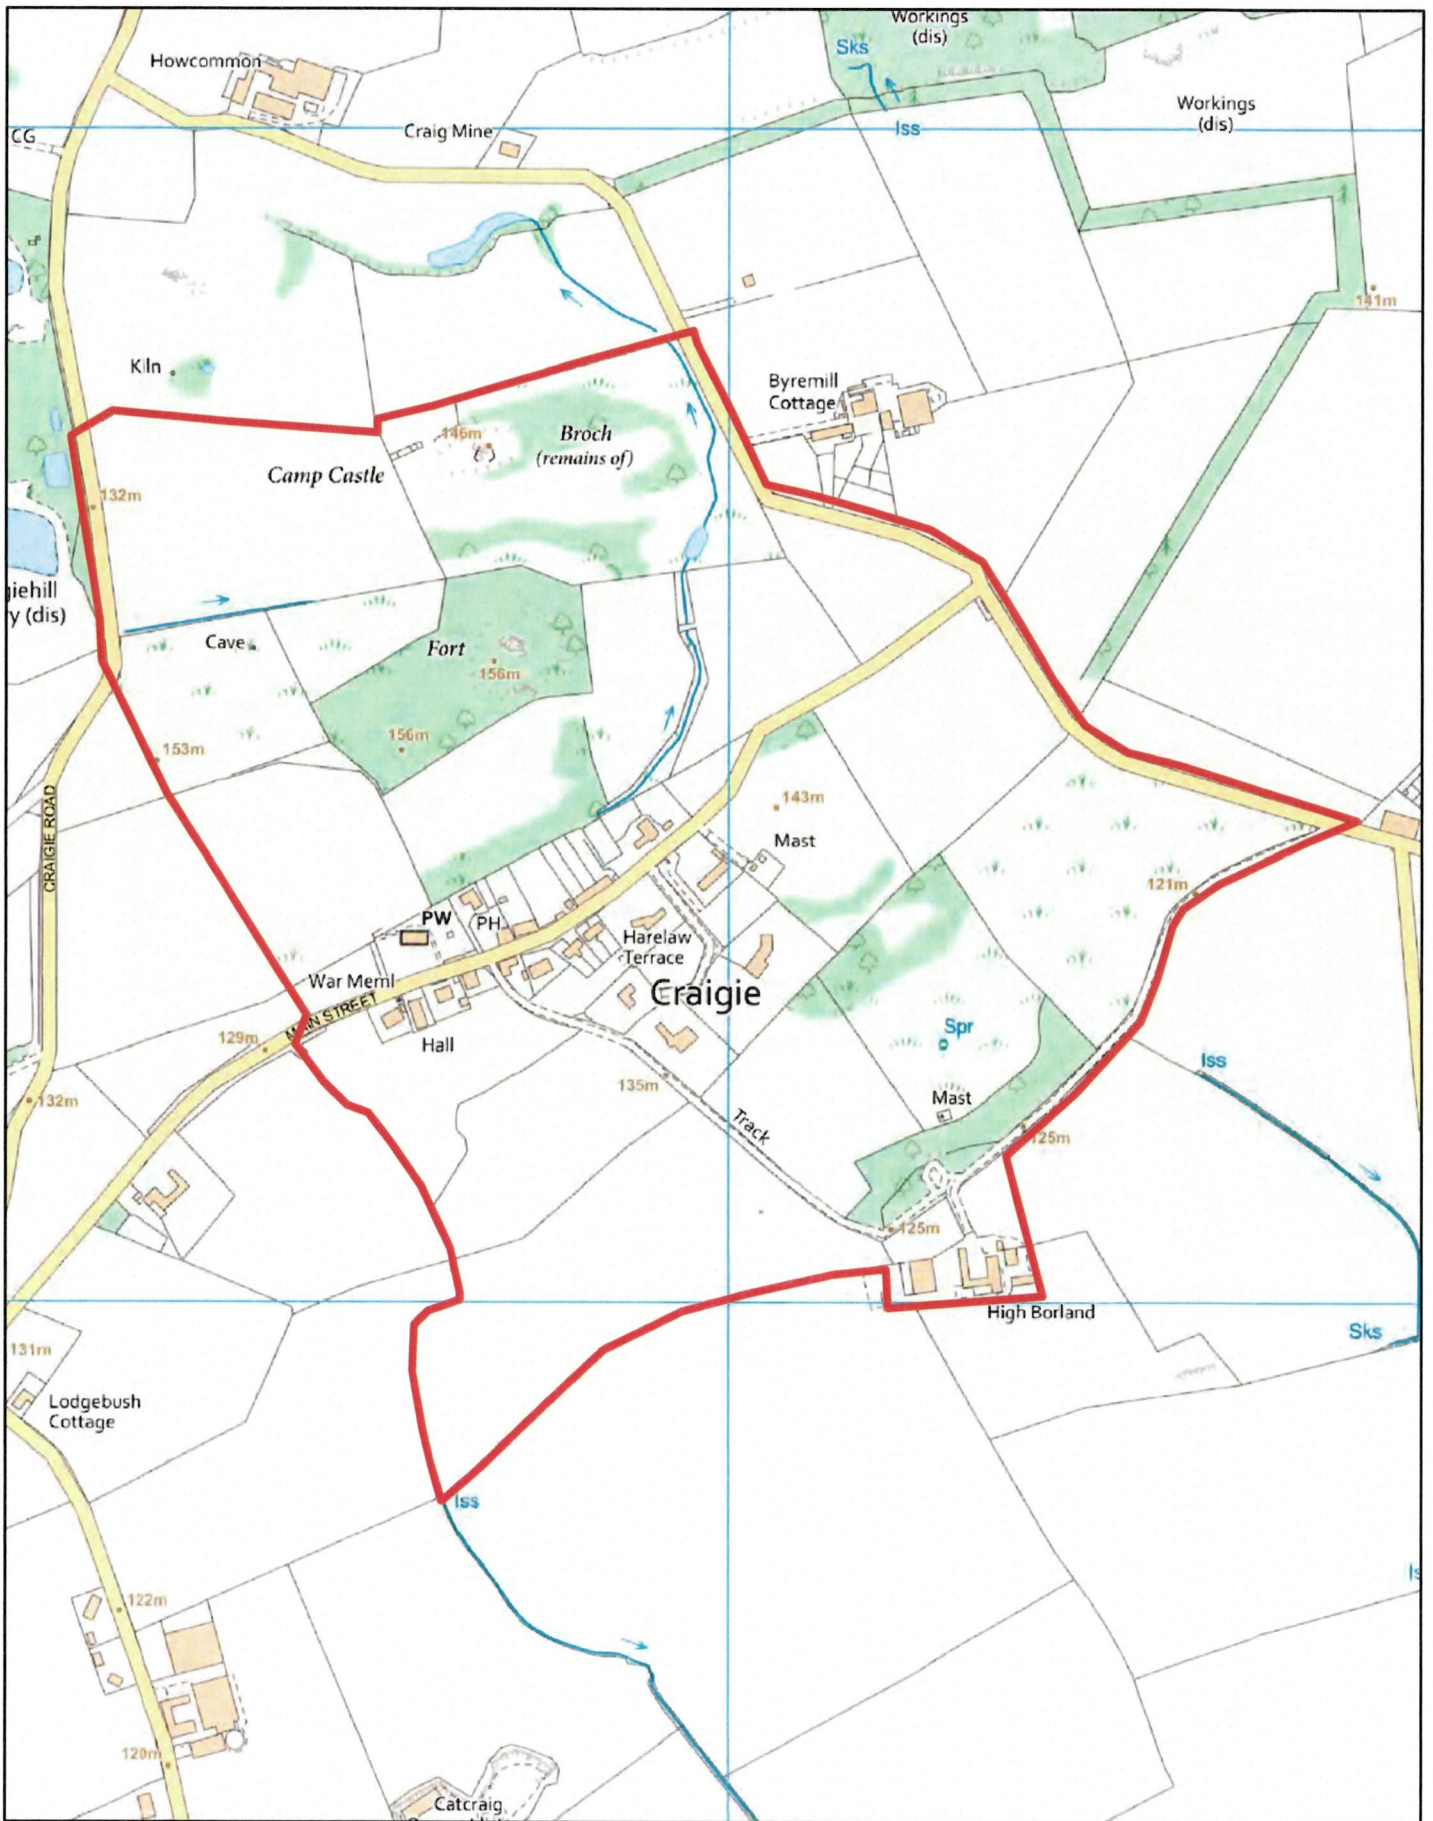 Workings
(dis)
Sks
Howcommon
Workings
(dis)
Iss
CG
Craig Mine
141m
Kiln
Byremill
Cottage
146m
Broch
(remains of)
Camp Castle
132m
giehill
y (dis)
Cave
Fort
156m
156m
153m
CRAIGIE ROAD
143m
Mast
121m
PW
PH
Harelaw
Terrace
War Meml
Craigie
MAIN STREET
129m
Hall
Spr
Iss
135m
132m
Mast
Track
125m
125m
High Borland
Sks
131m
Lodgebush
Cottage
Iss
Is
122m
120m
Catcraig